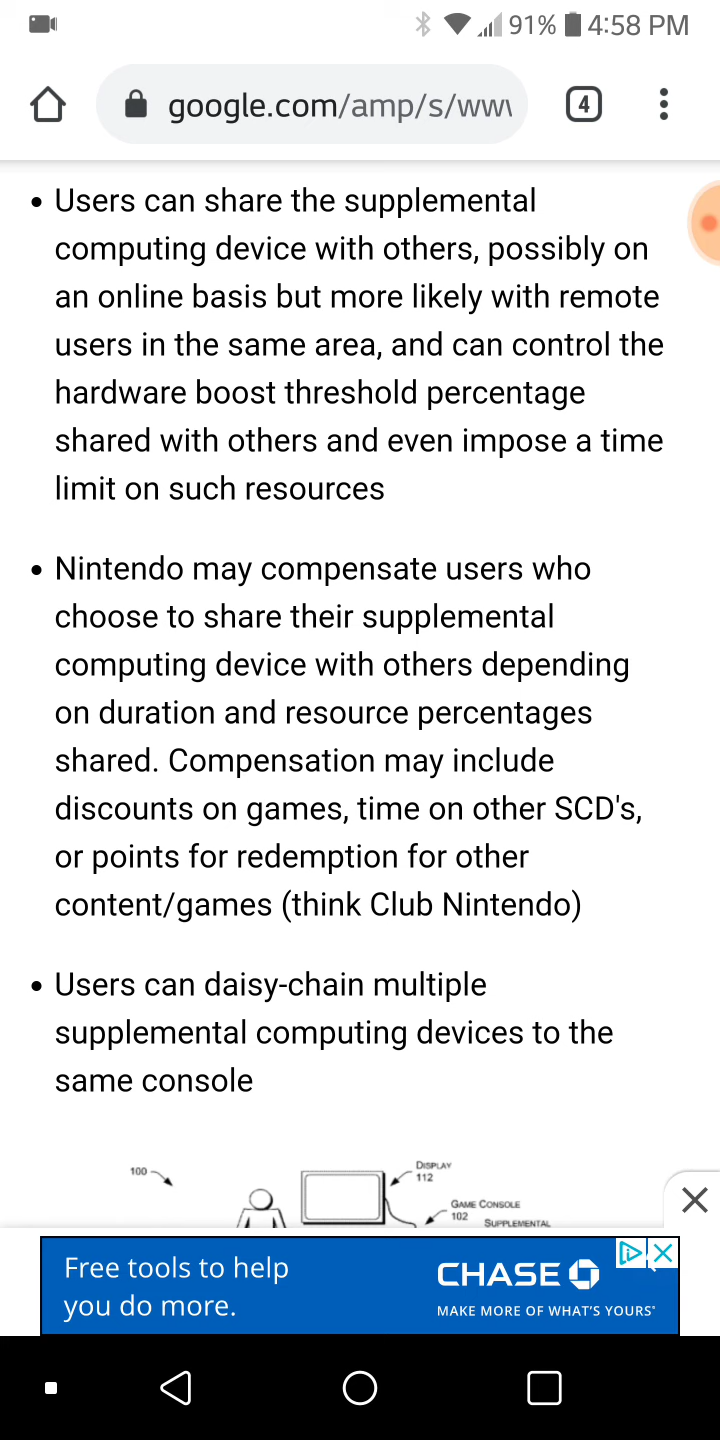 91% 4:58 PM
google.com/amp/s/ww
4
• Users can share the supplemental
computing device with others, possibly on
an online basis but more likely with remote
users in the same area, and can control the
hardware boost threshold percentage
shared with others and even impose a time
limit on such resources
• Nintendo may compensate users who
choose to share their supplemental
computing device with others depending
on duration and resource percentages
shared. Compensation may include
discounts on games, time on other SCD's,
or points for redemption for other
content/games (think Club Nintendo)
• Users can daisy-chain multiple
supplemental computing devices to the
same console
100
DISPLAY
112
GAME CONSOLE
102
SUPPLEMENTAL
Free tools to help
you do more.
CHASE
MAKE MORE OF WHAT'S YOURS